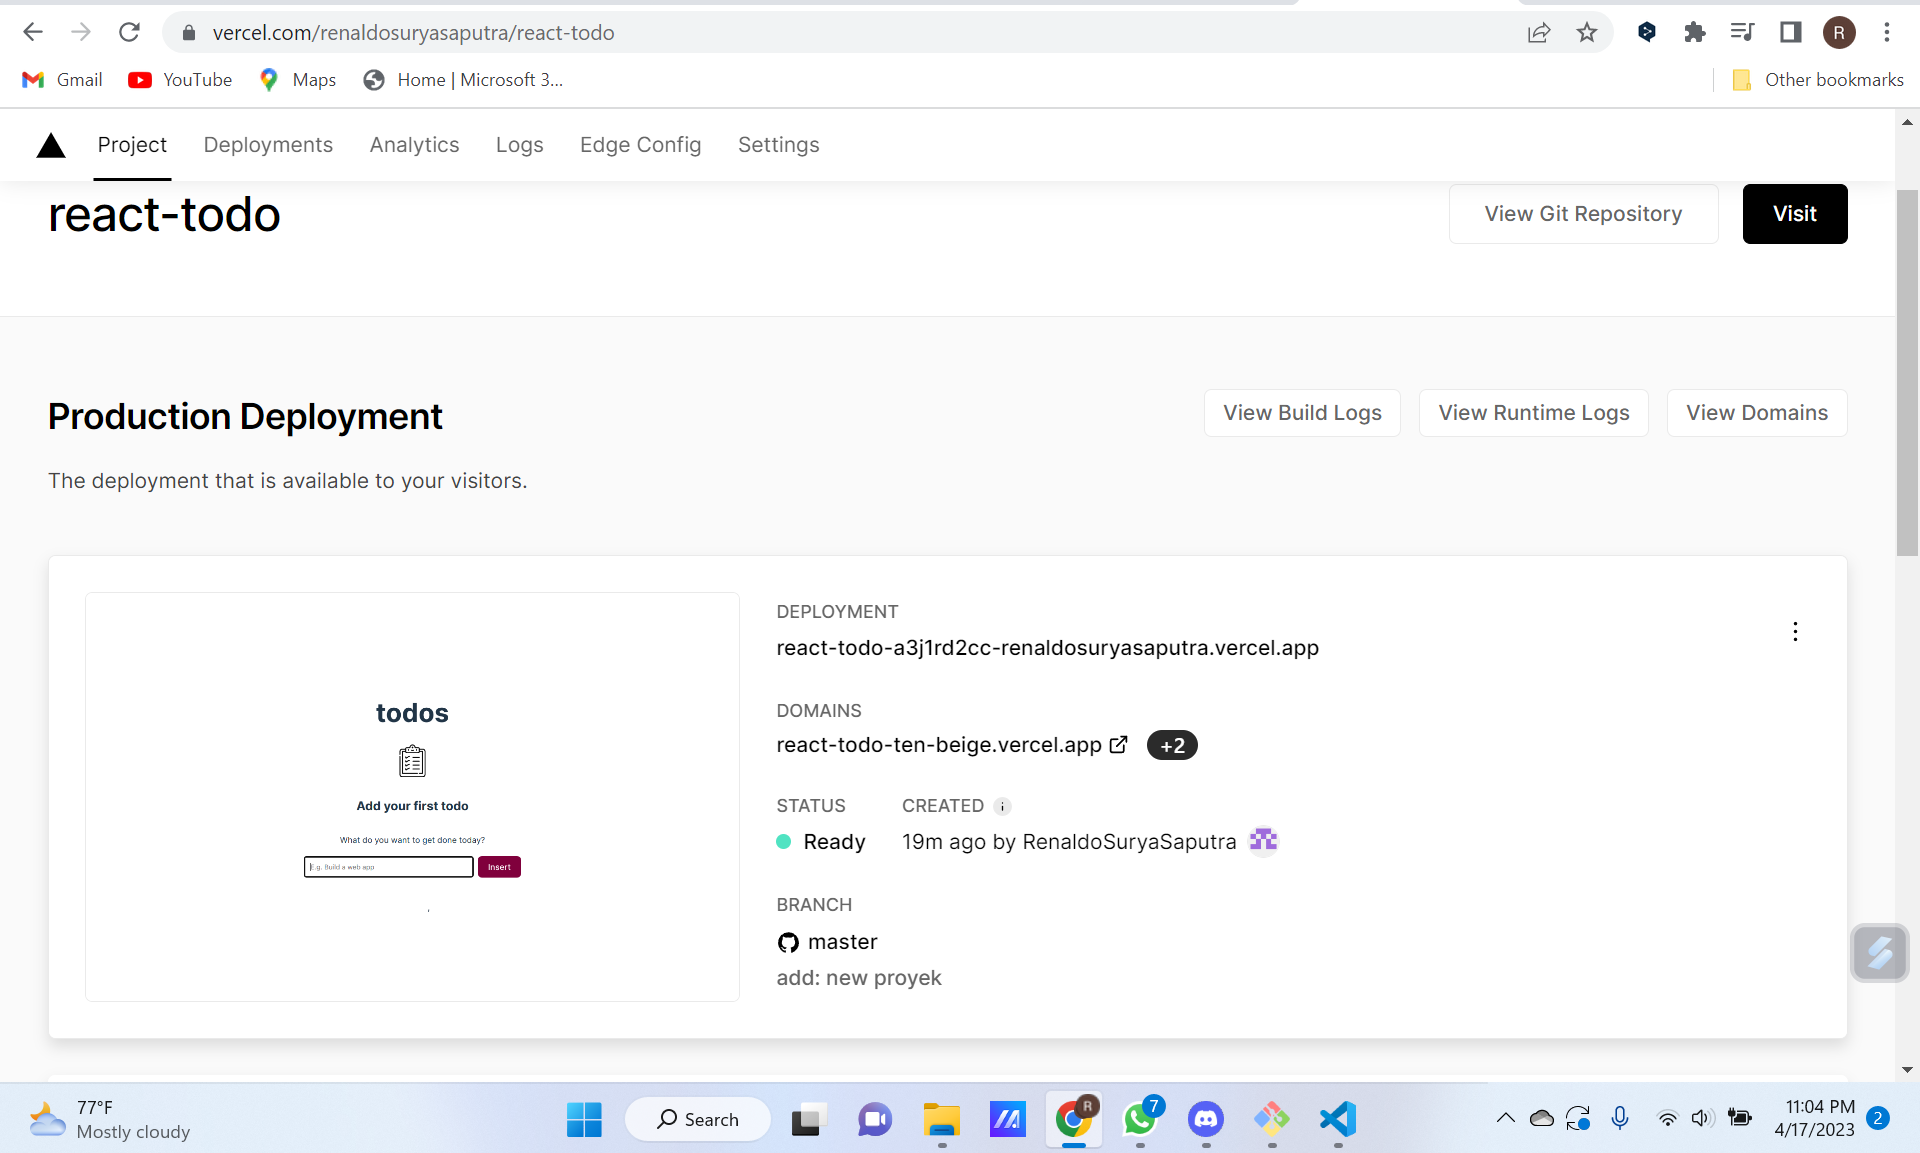 vercel.com/renaldosuryasaputra/react-todo
R
Gmail
YouTube
Maps
Home | Microsoft 3...
Other bookmarks
Project
Deployments
Analytics
Logs
Edge Config
Settings
react-todo
View Git Repository
Visit
Production Deployment
View Build Logs
View Runtime Logs
View Domains
The deployment that is available to your visitors.
todos
Add your first todo
What do you want to get done today?
E.g. Build a web app
Insert
DEPLOYMENT
react-todo-a3j1rd2cc-renaldosuryasaputra.vercel.app
DOMAINS
react-todo-ten-beige.vercel.app
+2
STATUS
CREATED
Ready
19m ago by RenaldoSuryaSaputra
BRANCH
master
add: new proyek
77°F
Mostly cloudy
Search
R
7
11:04 PM
4/17/2023
2